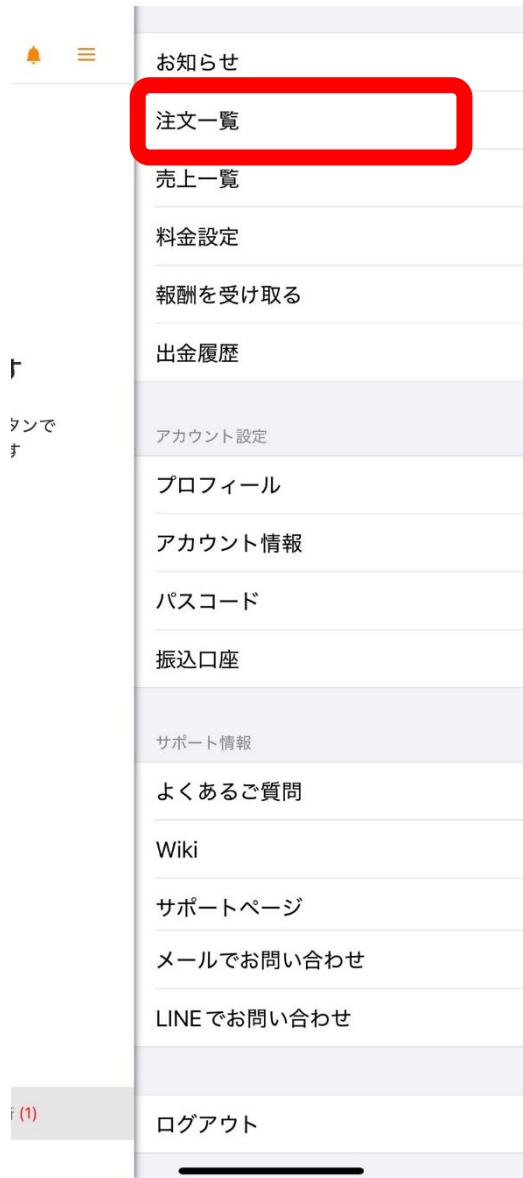 お知らせ
注文一覧
売上一覧
料金設定
報酬を受け取る
出金履歴
す
タンで
す
アカウント設定
プロフィール
アカウント情報
パスコード
振込口座
サポート情報
よくあるご質問
Wiki
サポートページ
メールでお問い合わせ
LINEでお問い合わせ
(1)
ログアウト